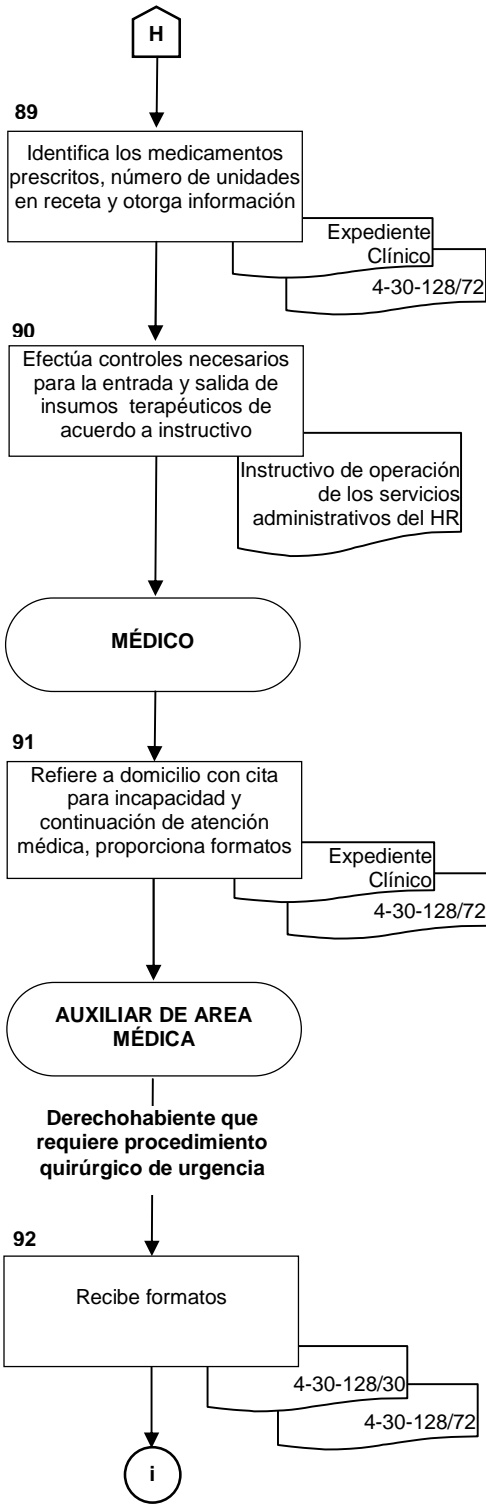 H
89
Identifica los medicamentos
prescritos, número de unidades
en receta y otorga información
Expediente
Clínico
4-30-128/72
90
Efectúa controles necesarios
para la entrada y salida de
insumos terapéuticos de
acuerdo a instructivo
Instructivo de operación
de los servicios
administrativos del HR
MÉDICO
91
Refiere a domicilio con cita
para incapacidad y
continuación de atención
médica, proporciona formatos
Expediente
Clínico
4-30-128/72
AUXILIAR DE AREA
MÉDICA
Derechohabiente que
requiere procedimiento
quirúrgico de urgencia
92
Recibe formatos
4-30-128/30
4-30-128/72
i